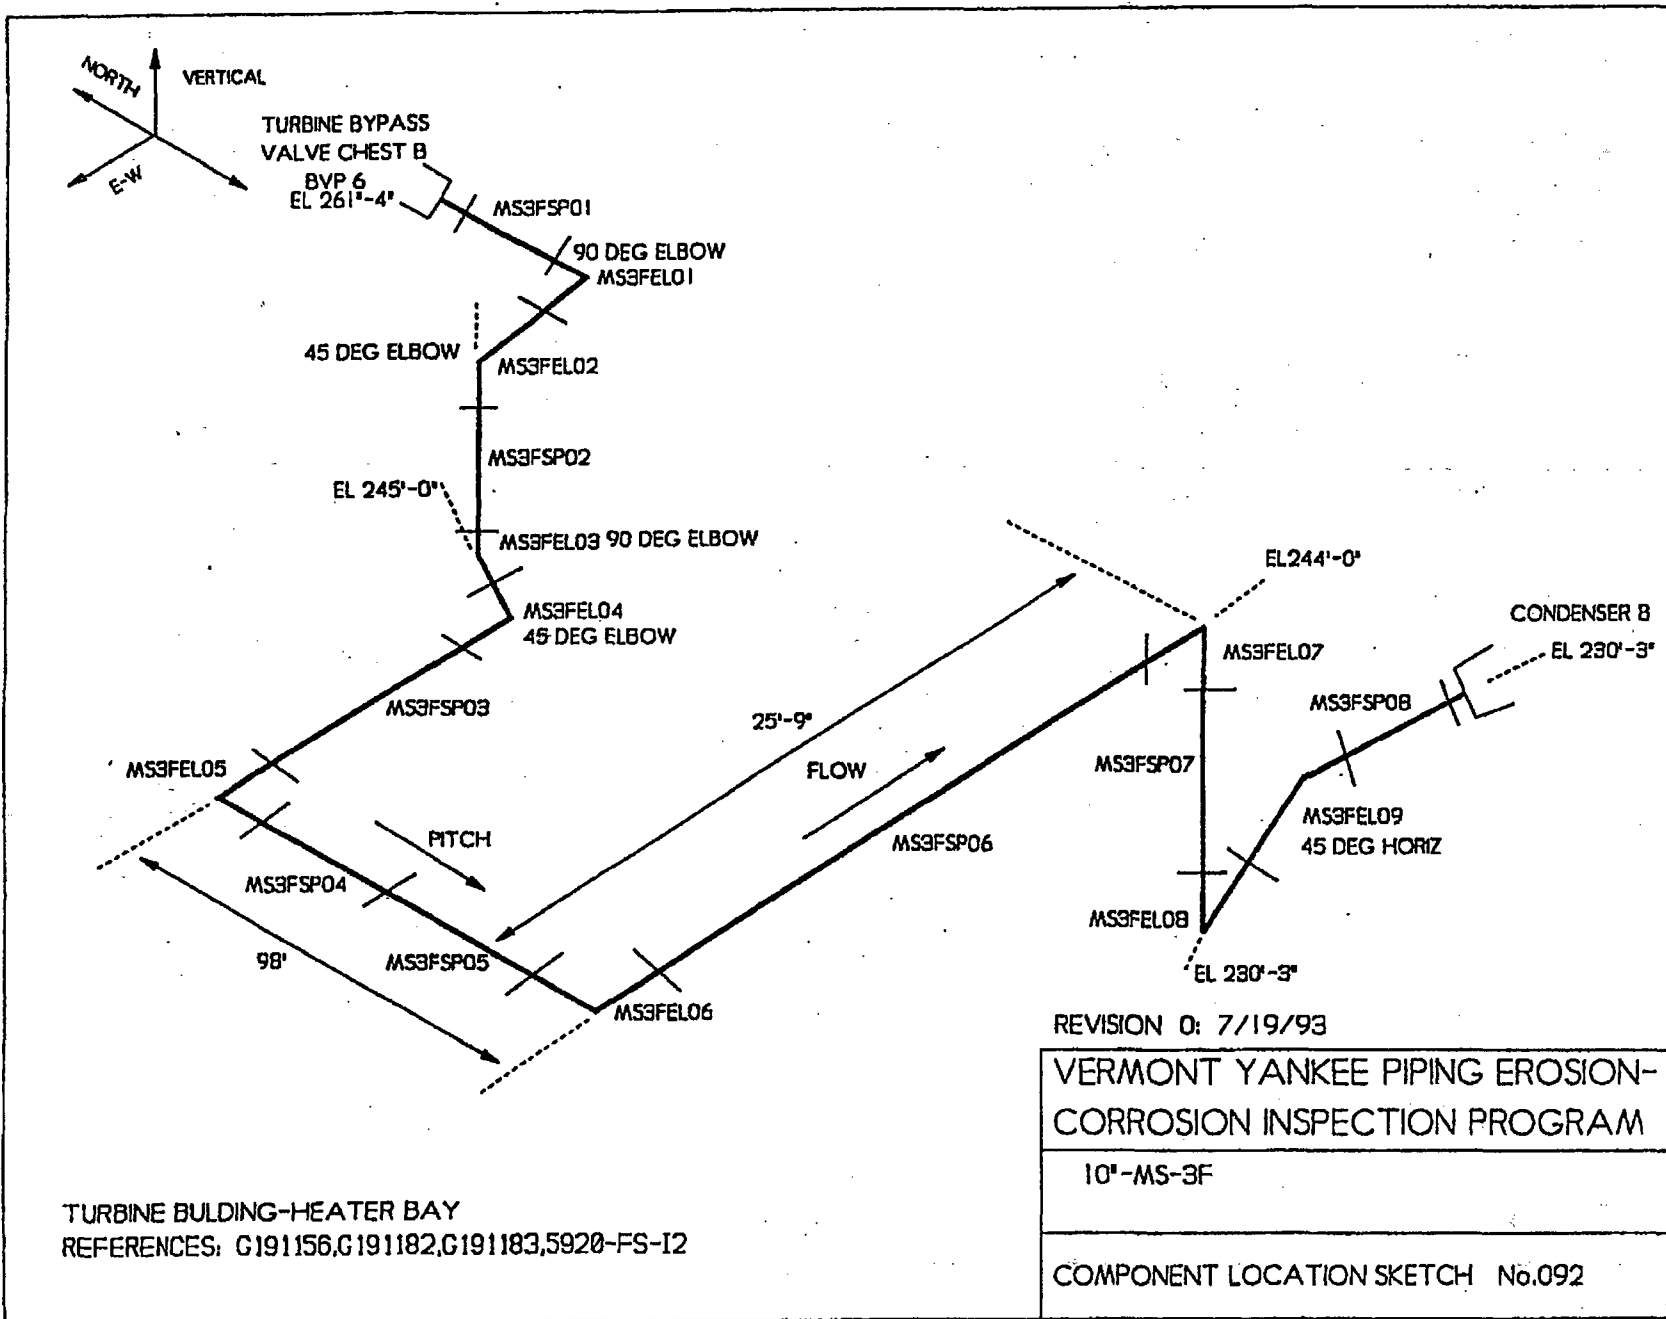 NORTH
VERTICAL
E-W
TURBINE BYPASS
VALVE CHEST B
BVP 6
EL 261'-4"
MS3FSP01
90 DEG ELBOW
MS3FEL01
45 DEG ELBOW
MS3FEL02
MS3FSP02
EL 245'-0"
MS3FEL03 90 DEG ELBOW
MS3FEL04
45 DEG ELBOW
MS3FSP03
MS3FEL05
PITCH
MS3FSP04
98'
MS3FSP05
MS3FEL06
25'-9"
FLOW
MS3FSP06
EL244'-0"
MS3FEL07
CONDENSER B
EL 230'-3"
MS3FSP08
MS3FSP07
MS3FEL09
45 DEG HORIZ
MS3FEL08
EL 230'-3"
REVISION 0: 7/19/93
VERMONT YANKEE PIPING EROSION-
CORROSION INSPECTION PROGRAM
10"-MS-3F
COMPONENT LOCATION SKETCH No.092
TURBINE BULDING-HEATER BAY
REFERENCES: G191156,G191182,G191183,5920-FS-I2